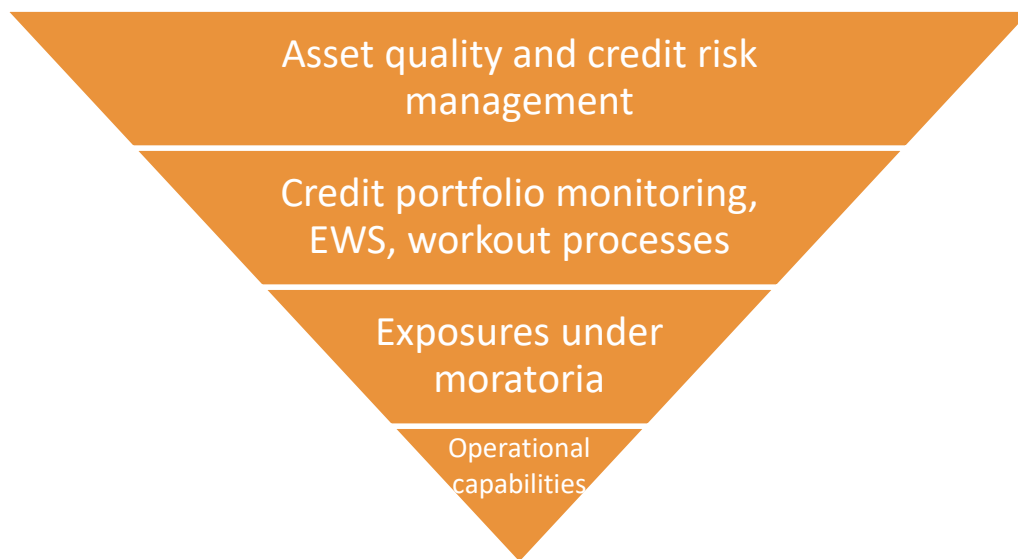 Asset quality and credit risk
management
Credit portfolio monitoring,
EWS, workout processes
Exposures under
moratoria
Operational
capabilities